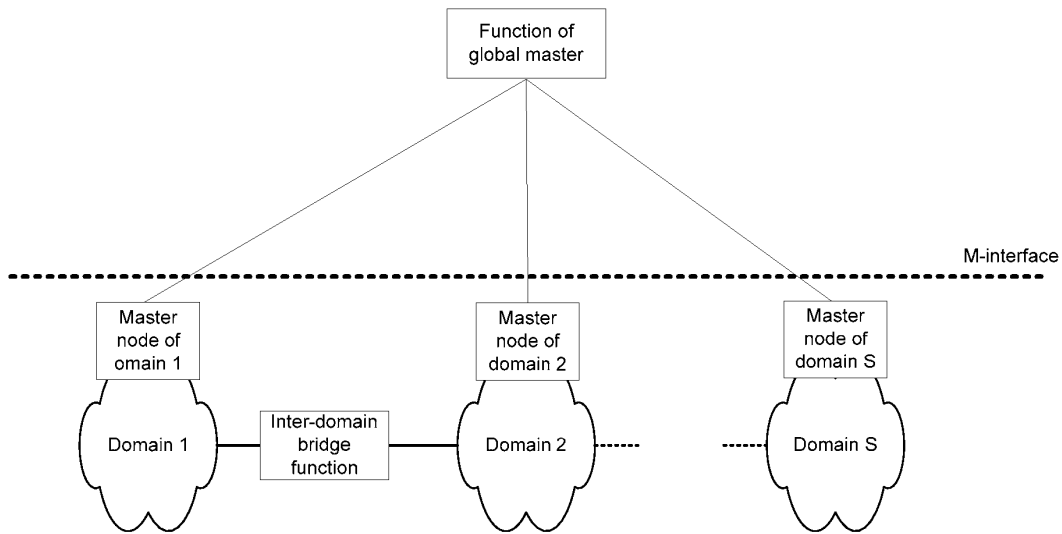 Function of
global master
M-interface
Master
node of
omain 1
Master
node of
domain 2
Master
node of
domain S
Domain 1
Inter-domain
bridge
function
Domain 2
Domain S